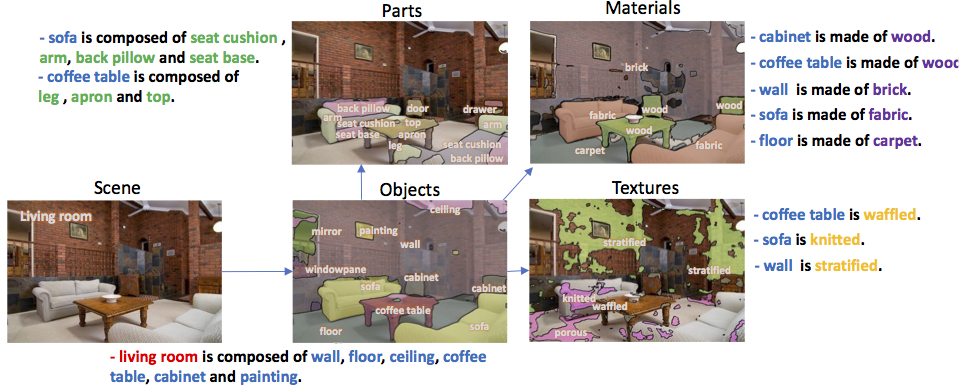 Parts
Materials
- sofa is composed of seat cushion ,
arm, back pillow and seat base.
- coffee table is composed of
leg , apron and top.
back pillow
door
drawer
arm
seat cushion
top
arm
seat base
apron
leg
seat cushion
back pillow
brick
wood
wood
fabric
wood
carpet
fabric
- cabinet is made of wood.
- coffee table is made of wood
- wall is made of brick.
- sofa is made of fabric.
- floor is made of carpet.
Scene
Objects
Textures
Living room
ceiling
mirror
painting
wall
windowpane
cabinet
sofa
cabinet
coffee table
floor
sofa
stratified
stratified
knitted
waffled
porous
- coffee table is waffled.
- sofa is knitted.
- wall is stratified.
- living room is composed of wall, floor, ceiling, coffee
table, cabinet and painting.